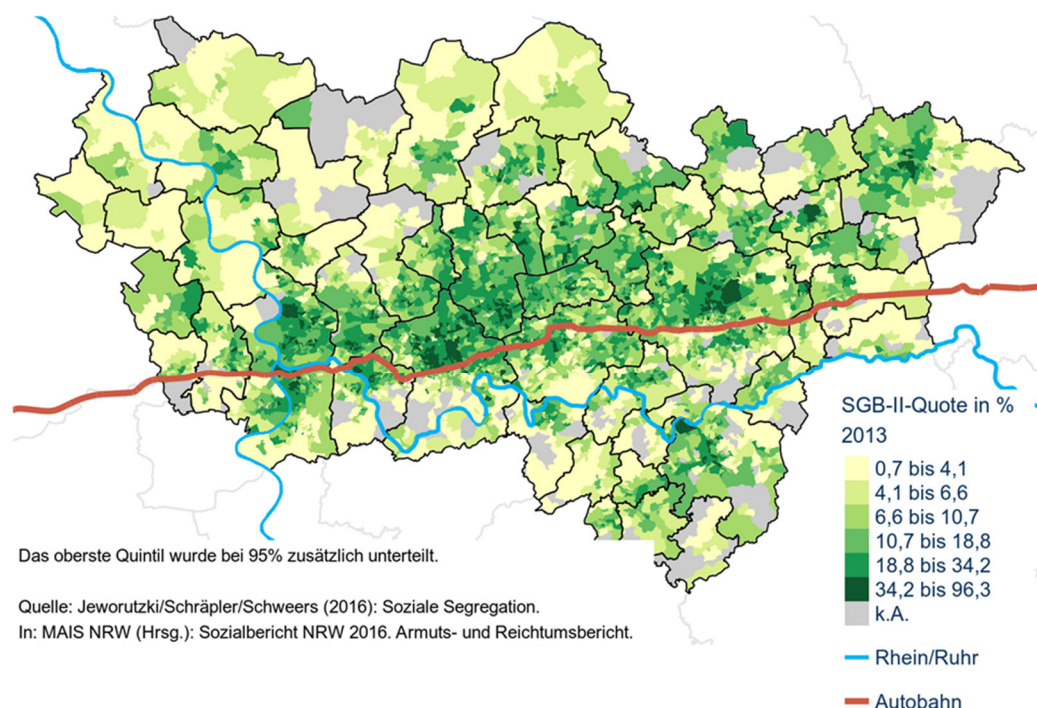 SGB-II-Quote in %
2013
0,7 bis 4,1
4,1 bis 6,6
6,6 bis 10,7
10,7 bis 18,8
18,8 bis 34,2
34,2 bis 96,3
k.A.
Rhein/Ruhr
Autobahn
Das oberste Quintil wurde bei 95% zusätzlich unterteilt.
Quelle: Jeworutzki/Schräpler/Schweers (2016): Soziale Segregation.
In: MAIS NRW (Hrsg.): Sozialbericht NRW 2016. Armuts- und Reichtumsbericht.